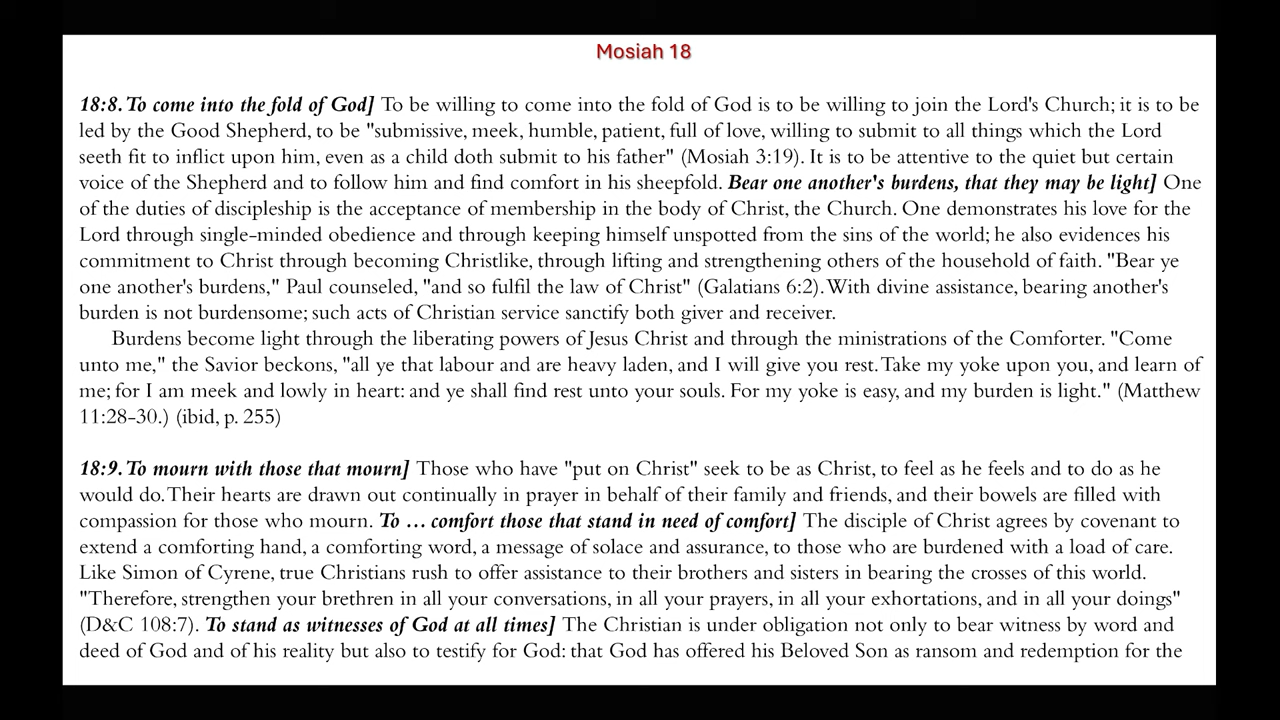 Mosiah 18
18:8. To come into the fold of God] To be willing to come into the fold of God is to be willing to join the Lord's Church; it is to be
led by the Good Shepherd, to be "submissive, meek, humble, patient, full of love, willing to submit to all things which the Lord
seeth fit to inflict upon him, even as a child doth submit to his father" (Mosiah 3:19). It is to be attentive to the quiet but certain
voice of the Shepherd and to follow him and find comfort in his sheepfold. Bear one another's burdens, that they may be light] One
of the duties of discipleship is the acceptance of membership in the body of Christ, the Church. One demonstrates his love for the
Lord through single-minded obedience and through keeping himself unspotted from the sins of the world; he also evidences his
commitment to Christ through becoming Christlike, through lifting and strengthening others of the household of faith. "Bear ye
one another's burdens," Paul counseled, "and so fulfil the law of Christ" (Galatians 6:2). With divine assistance, bearing another's
burden is not burdensome; such acts of Christian service sanctify both giver and receiver.
Burdens become light through the liberating powers of Jesus Christ and through the ministrations of the Comforter. "Come
unto me," the Savior beckons, "all ye that labour and are heavy laden, and I will give you rest. Take my yoke upon you, and learn of
me; for I am meek and lowly in heart: and ye shall find rest unto your souls. For my yoke is easy, and my burden is light." (Matthew
11:28-30.) (ibid, p. 255)
18:9. To mourn with those that mourn] Those who have "put on Christ" seek to be as Christ, to feel as he feels and to do as he
would do. Their hearts are drawn out continually in prayer in behalf of their family and friends, and their bowels are filled with
compassion for those who mourn. To … comfort those that stand in need of comfort] The disciple of Christ agrees by covenant to
extend a comforting hand, a comforting word, a message of solace and assurance, to those who are burdened with a load of care.
Like Simon of Cyrene, true Christians rush to offer assistance to their brothers and sisters in bearing the crosses of this world.
"Therefore, strengthen your brethren in all your conversations, in all your prayers, in all your exhortations, and in all your doings"
(D&C 108:7). To stand as witnesses of God at all times] The Christian is under obligation not only to bear witness by word and
deed of God and of his reality but also to testify for God: that God has offered his Beloved Son as ransom and redemption for the